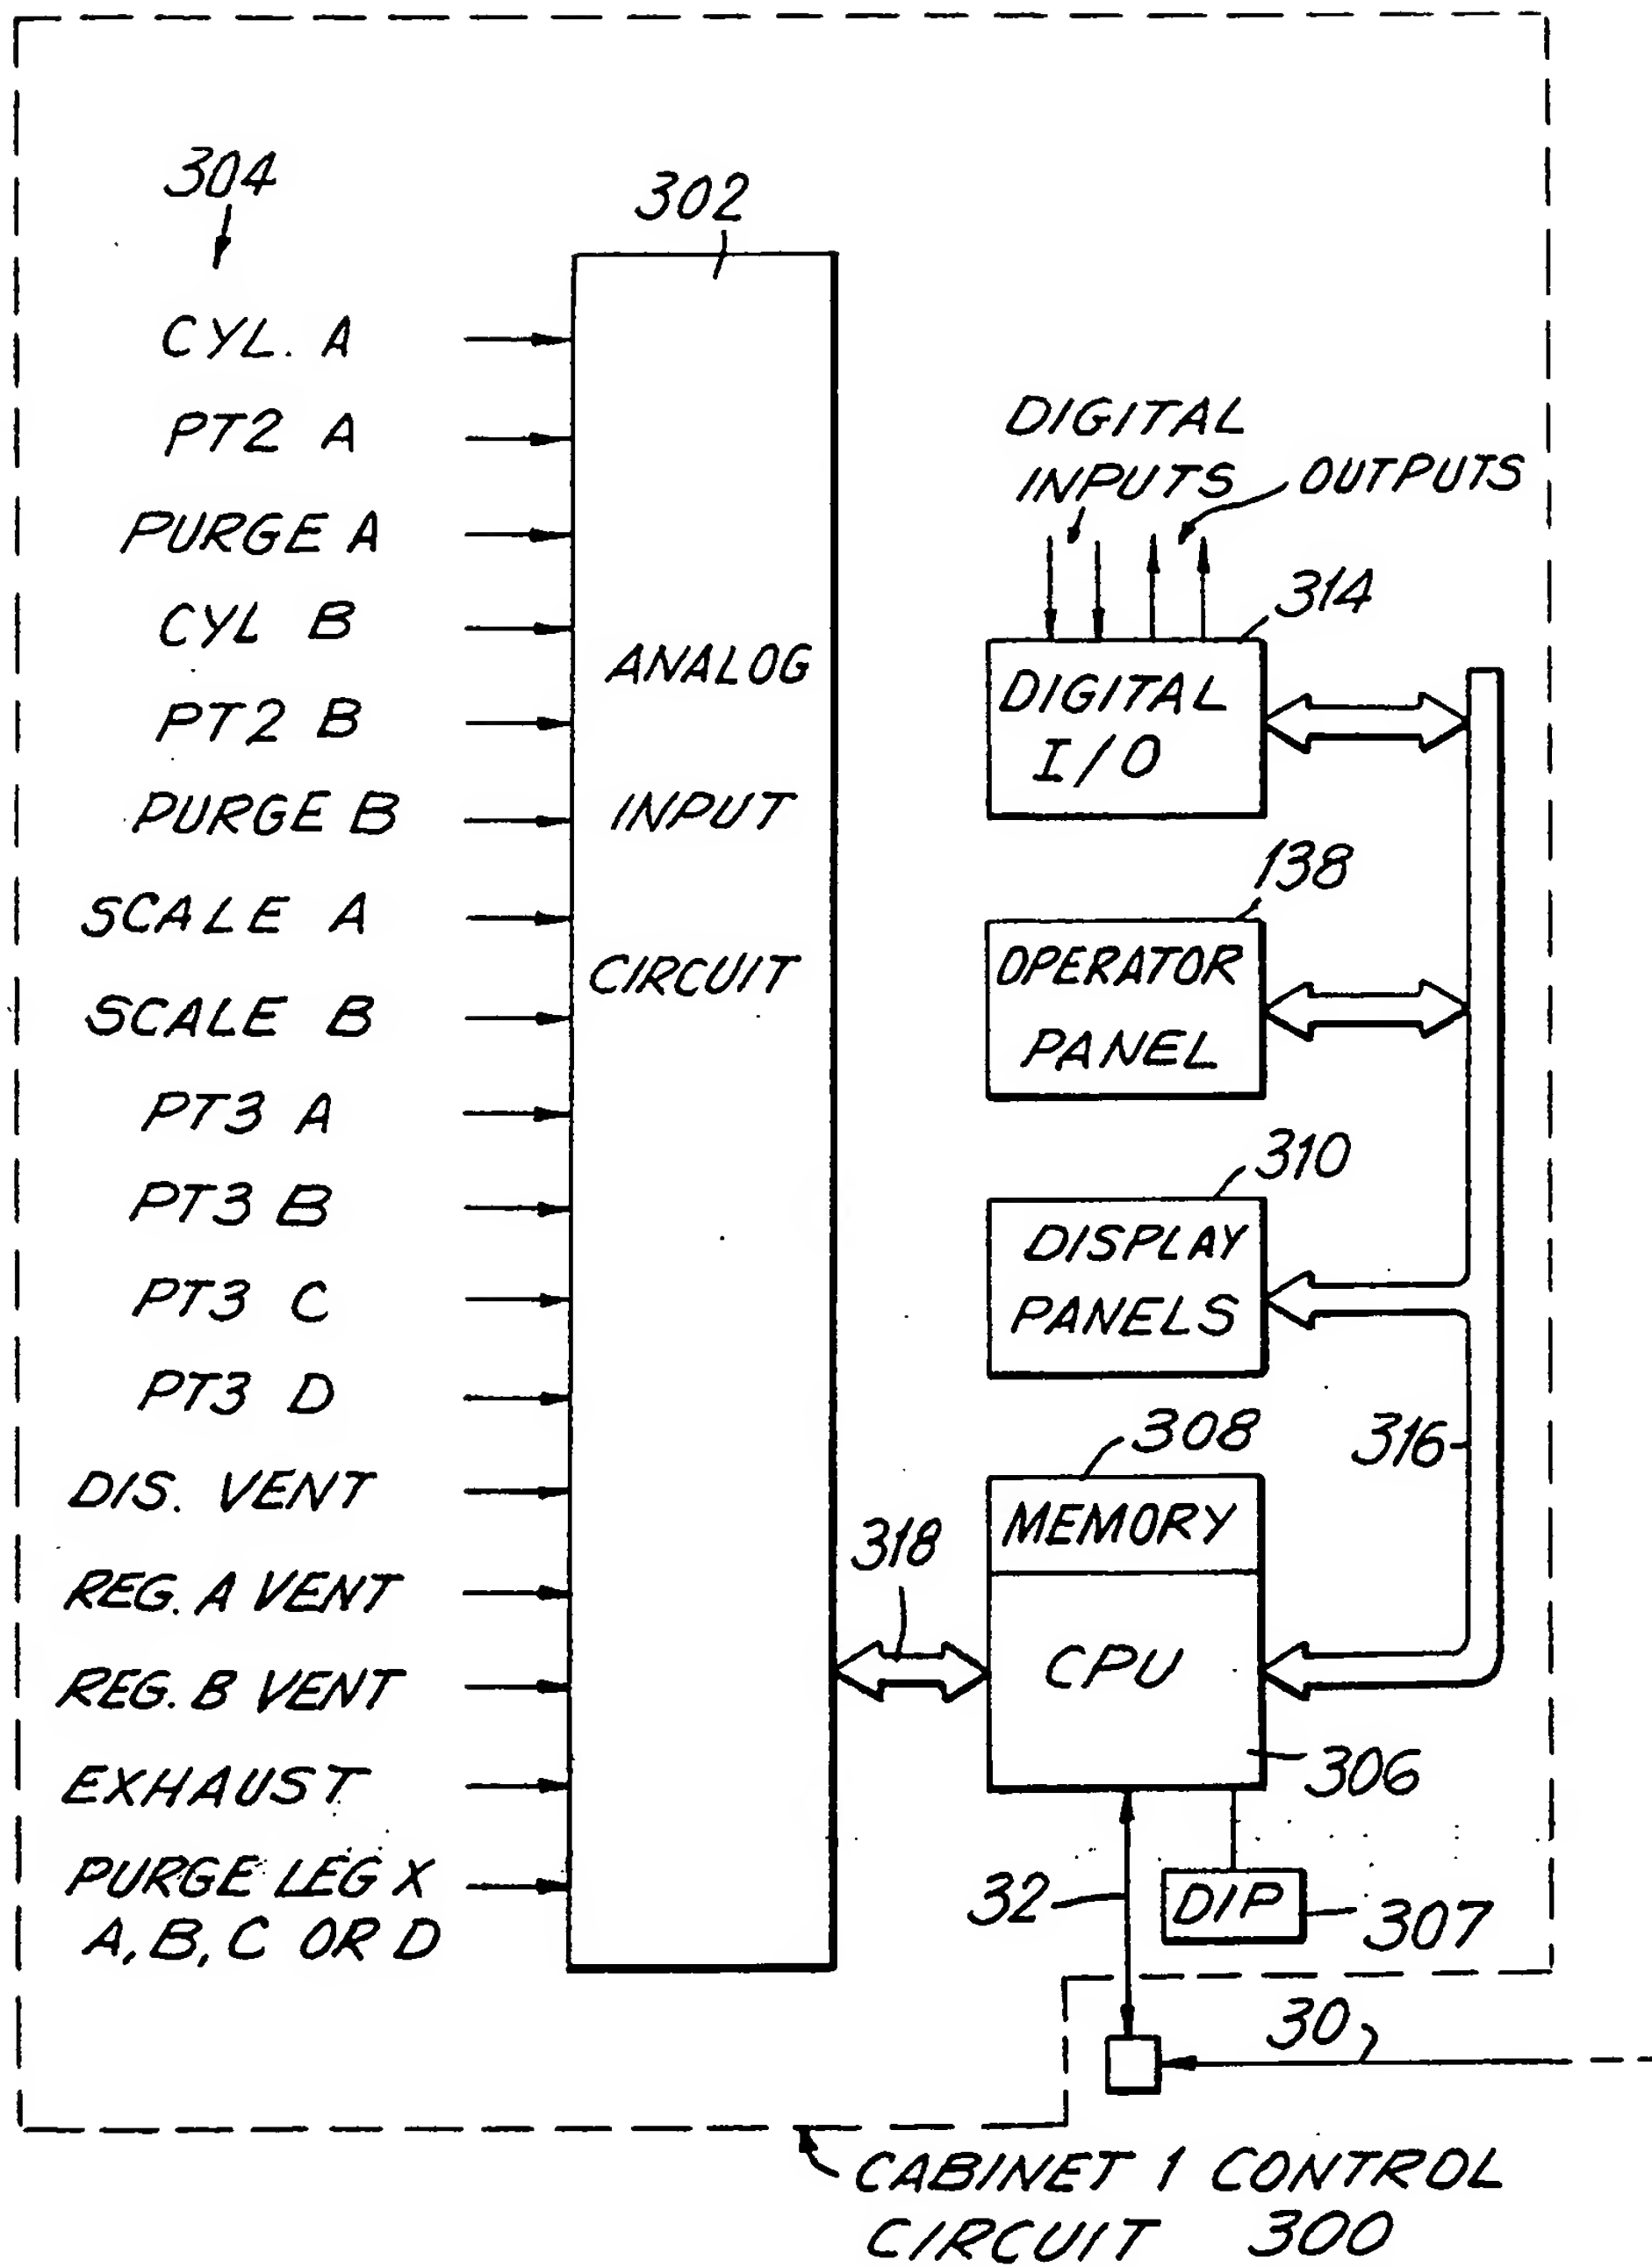 304
302
CYL. A
PT2 A
PURGE A
CYL B
PT2 B
PURGE B
SCALE A
SCALE B
PT3 A
PT3 B
PT3 C
PT3 D
DIS. VENT
REG. A VENT
REG. B VENT
EXHAUST
PURGE LEG X
A, B, C OR D
ANALOG
INPUT
CIRCUIT
DIGITAL
INPUTS
OUTPUTS
314
DIGITAL
I/O
138
OPERATOR
PANEL
310
DISPLAY
PANELS
316
308
MEMORY
318
CPU
306
32
DIP
307
30
CABINET 1 CONTROL
CIRCUIT 300